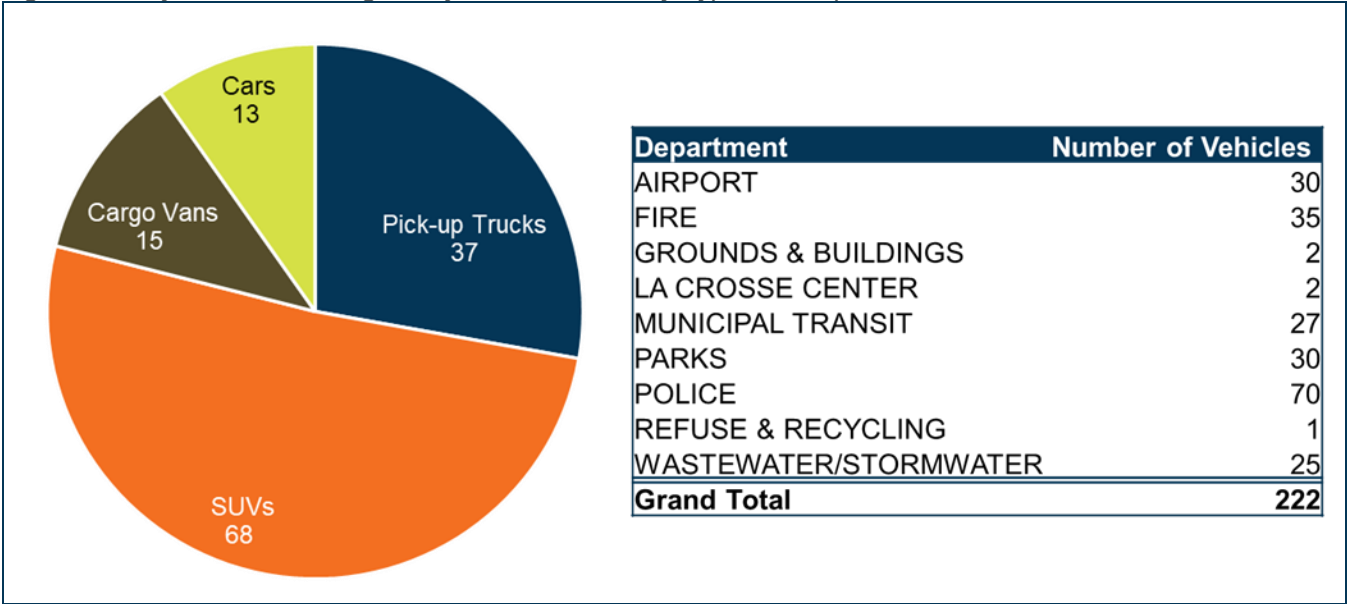 Cars
13
Cargo Vans
15
Pick-up Trucks
37
SUVs
68
Department Number of Vehicles
AIRPORT 30
FIRE 35
GROUNDS & BUILDINGS 2
LA CROSSE CENTER 2
MUNICIPAL TRANSIT 27
PARKS 30
POLICE 70
REFUSE & RECYCLING 1
WASTEWATER/STORMWATER 25
Grand Total 222